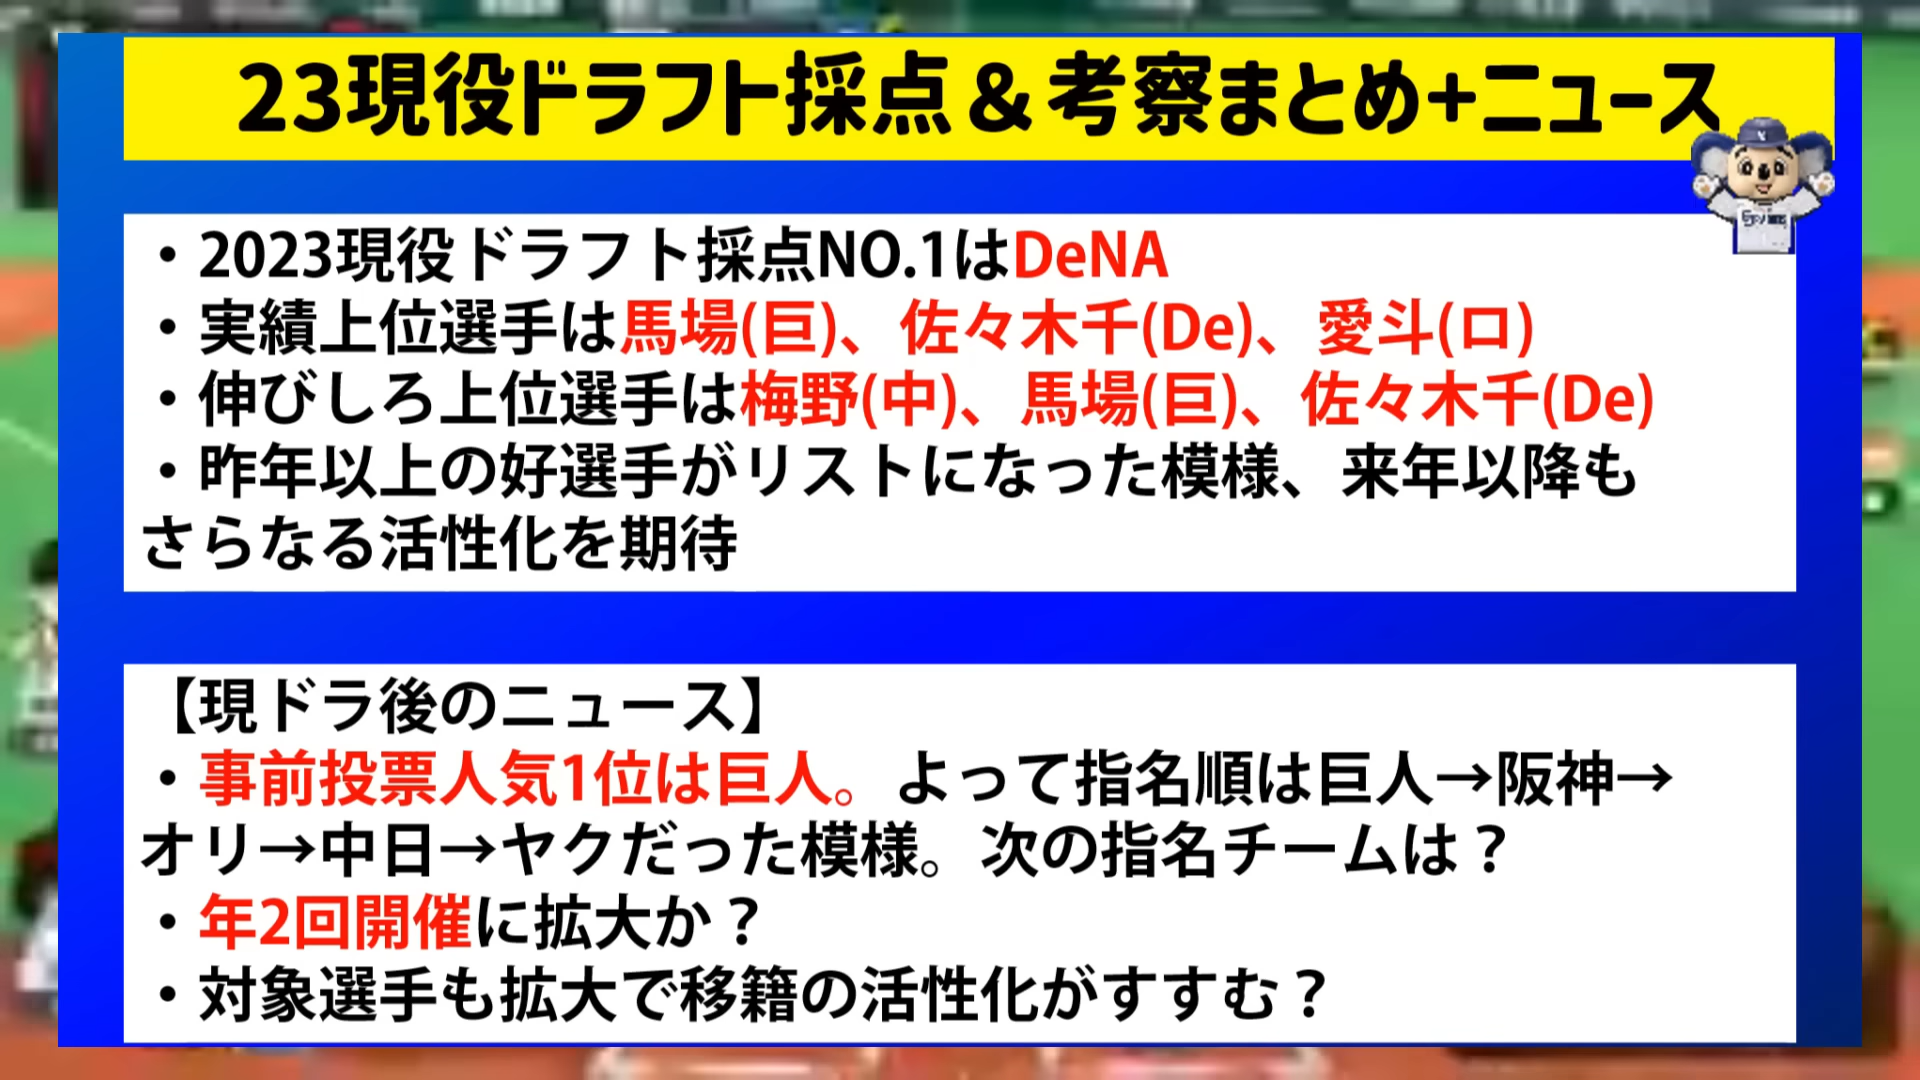 23現役ドラフト採点＆考察まとめ+ニュース
・2023現役ドラフト採点NO.1はDeNA
・実績上位選手は馬場(巨)、佐々木千(De)、愛斗(ロ)
・伸びしろ上位選手は梅野(中)、馬場(巨)、佐々木千(De)
・昨年以上の好選手がリストになった模様、来年以降も
さらなる活性化を期待
【現ドラ後のニュース】
・事前投票人気1位は巨人。よって指名順は巨人→阪神→
オリ→中日→ヤクだった模様。次の指名チームは？
・年2回開催に拡大か？
・対象選手も拡大で移籍の活性化がすすむ？